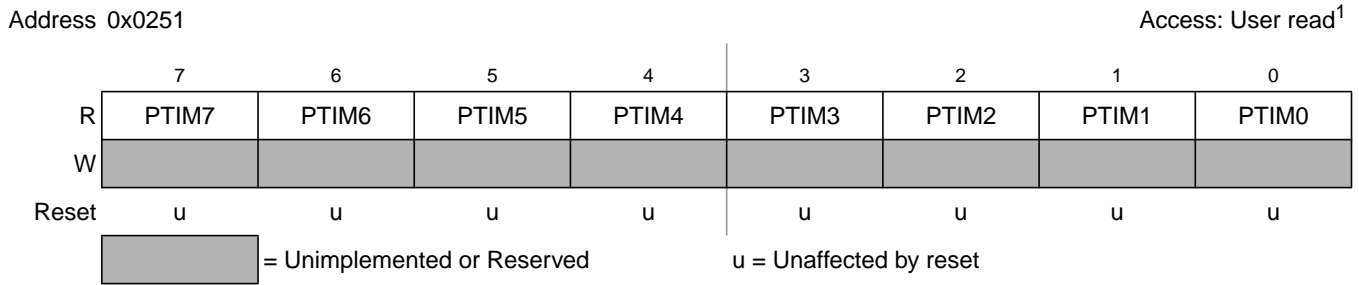 Address 0x0251 Access: User read1
7 6 5 4 3 2 1 0
R PTIM7 PTIM6 PTIM5 PTIM4 PTIM3 PTIM2 PTIM1 PTIM0
W
Reset u u u u u u u u
= Unimplemented or Reserved u = Unaffected by reset